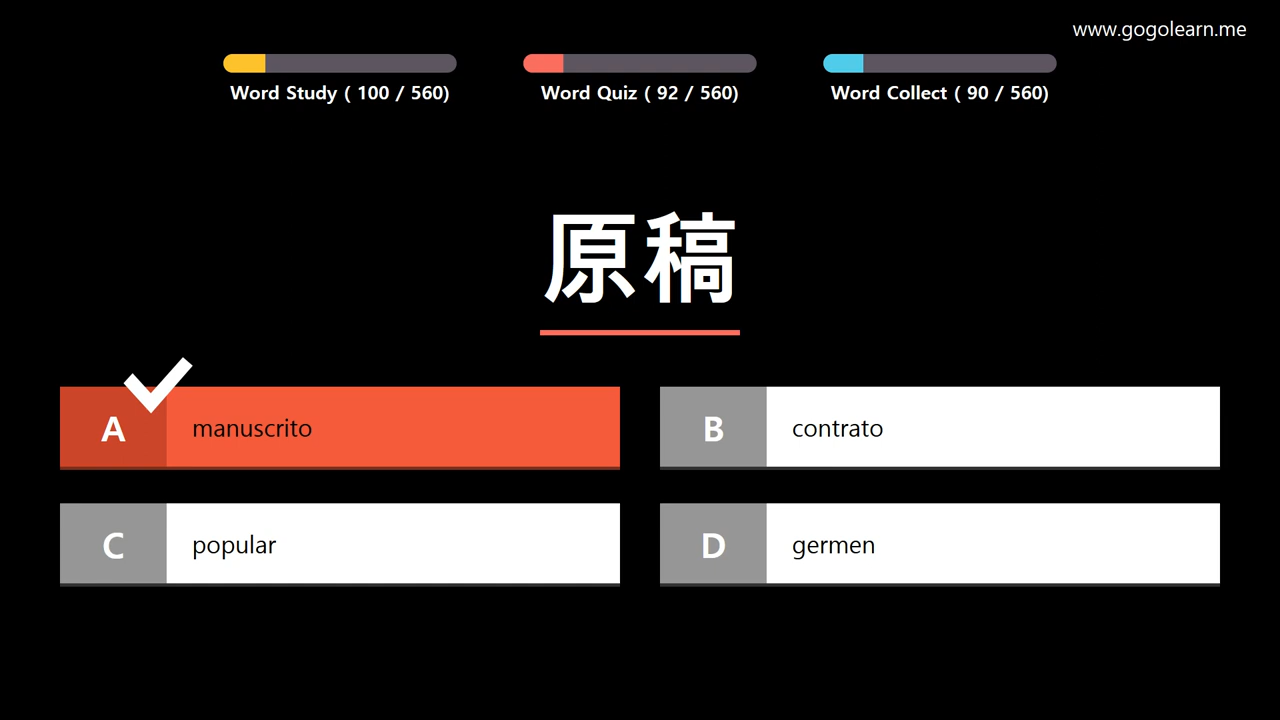 www.gogolearn.me
Word Study ( 100 / 560)
Word Quiz ( 92 / 560)
Word Collect ( 90 / 560)
原稿
A manuscrito
B contrato
C popular
D germen